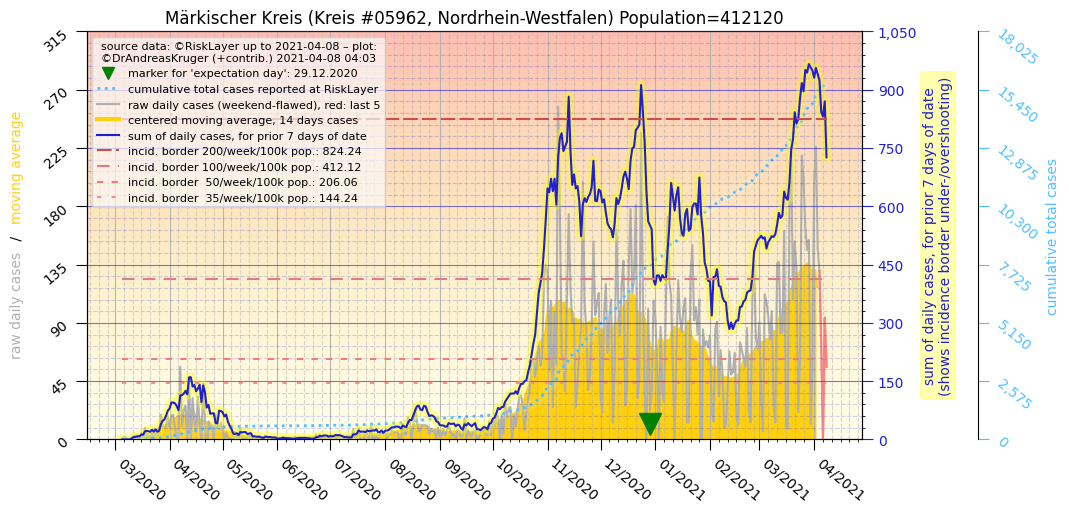 Märkischer Kreis (Kreis #05962, Nordrhein-Westfalen) Population=412120
source data: ©RiskLayer up to 2021-04-08 – plot:
©DrAndreasKruger (+contrib.) 2021-04-08 04:03
marker for 'expectation day': 29.12.2020
cumulative total cases reported at RiskLayer
raw daily cases (weekend-flawed), red: last 5
centered moving average, 14 days cases
sum of daily cases, for prior 7 days of date
incid. border 200/week/100k pop.: 824.24
incid. border 100/week/100k pop.: 412.12
incid. border  50/week/100k pop.: 206.06
incid. border  35/week/100k pop.: 144.24
raw daily cases  /  moving average
315
270
225
180
135
90
45
0
03/2020
04/2020
05/2020
06/2020
07/2020
08/2020
09/2020
10/2020
11/2020
12/2020
01/2021
02/2021
03/2021
04/2021
1,050
900
750
600
450
300
150
0
sum of daily cases, for prior 7 days of date
(shows incidence border under-/overshooting)
18,025
15,450
12,875
10,300
7,725
5,150
2,575
0
cumulative total cases